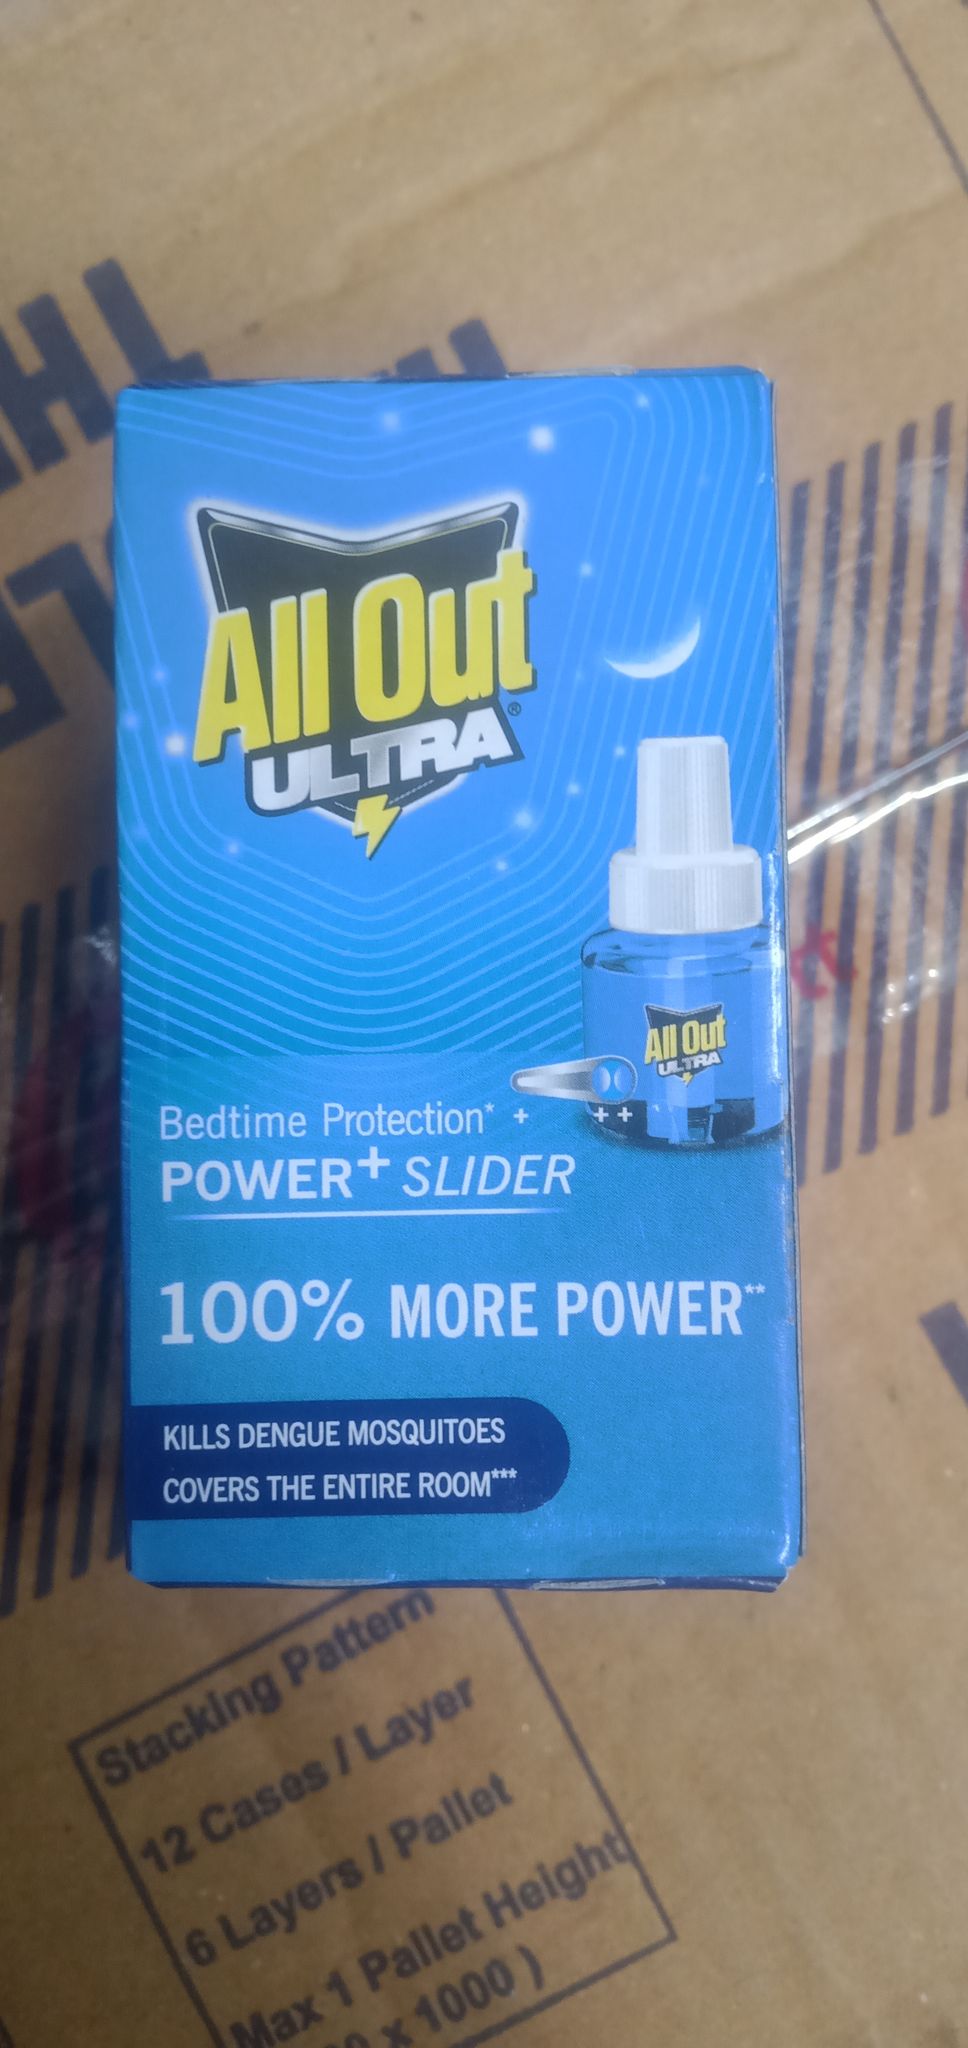 All Out
ULTRA®
All Out
ULTRA
Bedtime Protection* + ++
POWER+ SLIDER
100% MORE POWER**
KILLS DENGUE MOSQUITOES
COVERS THE ENTIRE ROOM***
Stacking Pattern
12 Cases / Layer
6 Layers / Pallet
Max 1 Pallet Height
x 1000 )